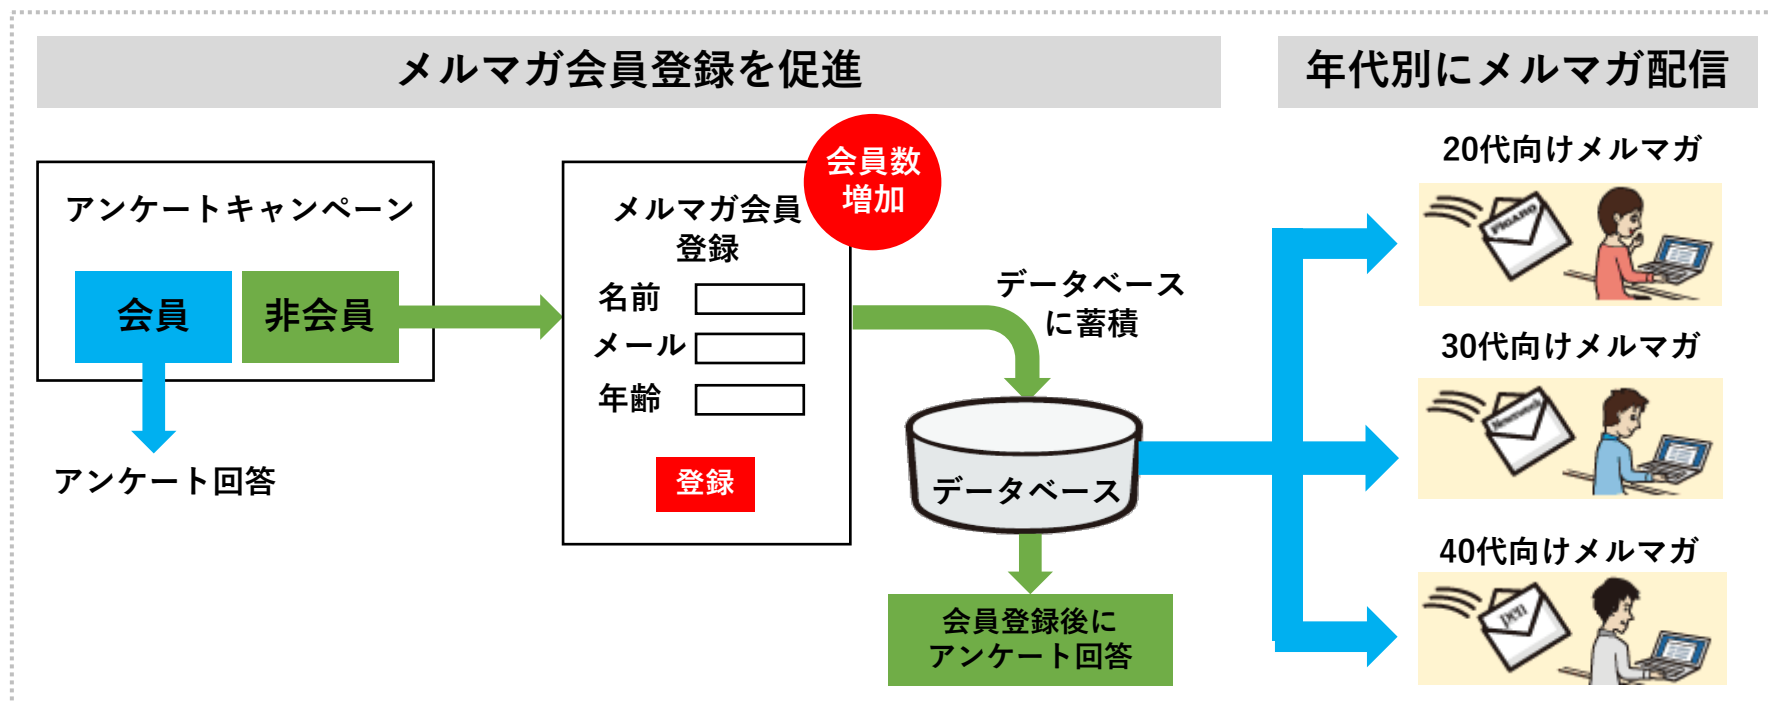 メルマガ会員登録を促進
年代別にメルマガ配信
アンケートキャンペーン
会員
非会員
アンケート回答
メルマガ会員
登録
会員数
増加
名前
メール
年齢
登録
データベース
に蓄積
データベース
会員登録後に
アンケート回答
20代向けメルマガ
FIGARO
30代向けメルマガ
Newsweek
40代向けメルマガ
pen